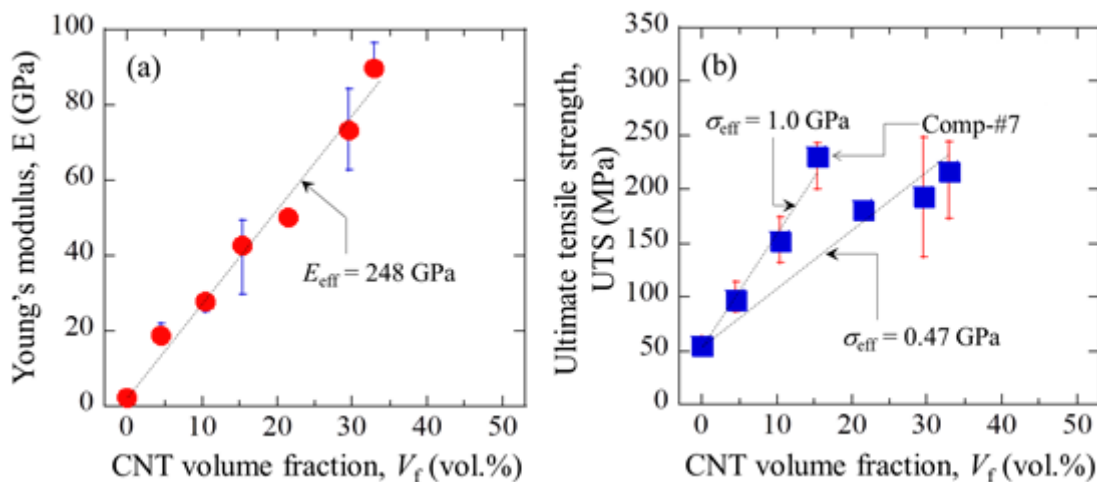 (a)
Young's modulus, E (GPa)
100
80
60
40
20
0
E_eff = 248 GPa
0 10 20 30 40 50
CNT volume fraction, V_f (vol.%)
(b)
Ultimate tensile strength,
UTS (MPa)
350
300
250
200
150
100
50
0
σ_eff = 1.0 GPa
Comp-#7
σ_eff = 0.47 GPa
0 10 20 30 40 50
CNT volume fraction, V_f (vol.%)